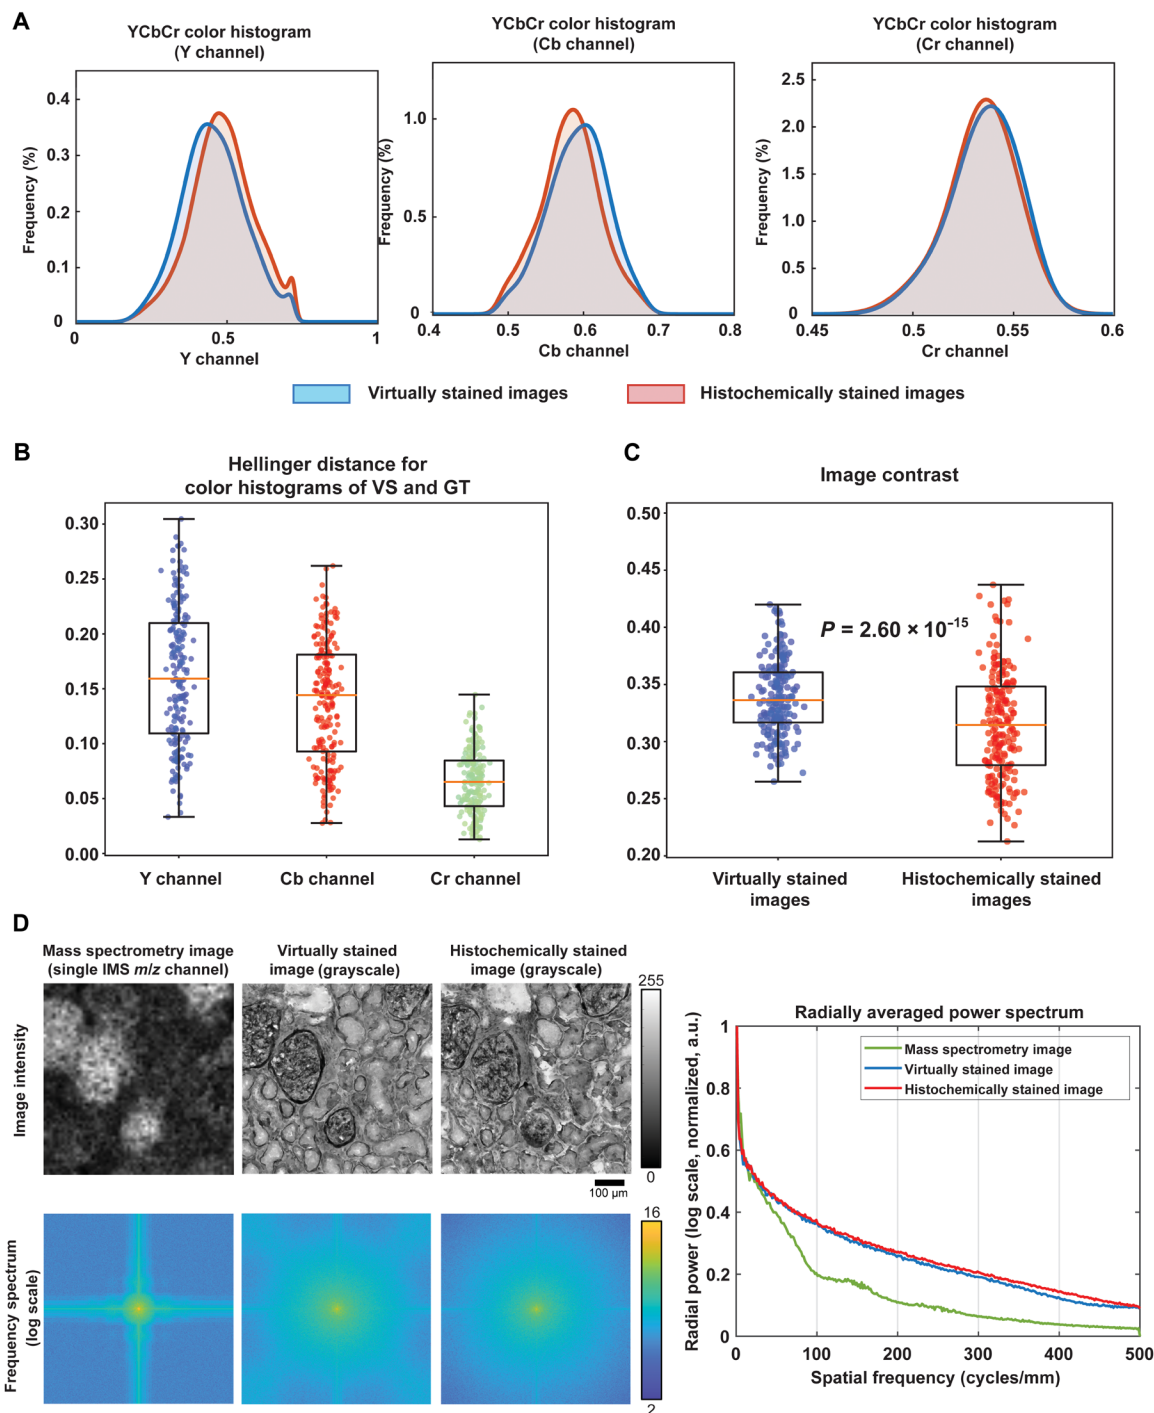 A
YCbCr color histogram
(Y channel)
YCbCr color histogram
(Cb channel)
YCbCr color histogram
(Cr channel)
Frequency (%)
0.4
0.3
0.2
0.1
0
0
0.5
1
Y channel
Frequency (%)
1.0
0.5
0
0.4
0.5
0.6
0.7
0.8
Cb channel
Frequency (%)
2.5
2.0
1.5
1.0
0.5
0
0.45
0.5
0.55
0.6
Cr channel
Virtually stained images
Histochemically stained images
B
Hellinger distance for
color histograms of VS and GT
0.30
0.25
0.20
0.15
0.10
0.05
0.00
Y channel
Cb channel
Cr channel
C
Image contrast
0.50
0.45
0.40
0.35
0.30
0.25
0.20
P = 2.60 × 10⁻¹⁵
Virtually stained
images
Histochemically stained
images
D
Mass spectrometry image
(single IMS m/z channel)
Virtually stained
image (grayscale)
Histochemically stained
image (grayscale)
Image intensity
255
0
100 µm
Frequency spectrum
(log scale)
16
2
Radially averaged power spectrum
Radial power (log scale, normalized, a.u.)
1
0.8
0.6
0.4
0.2
0
Mass spectrometry image
Virtually stained image
Histochemically stained image
0
100
200
300
400
500
Spatial frequency (cycles/mm)